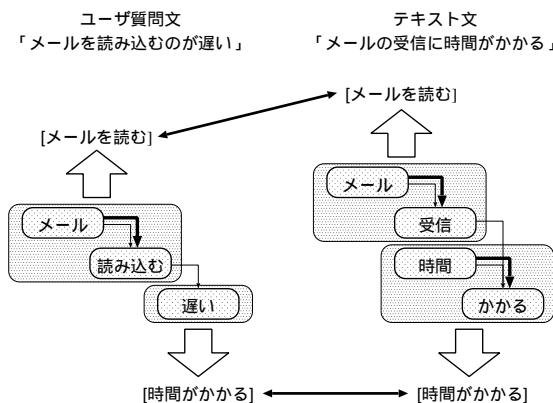 ユーザ質問文
「メールを読み込むのが遅い」
テキスト文
「メールの受信に時間がかかる」
[メールを読む]
[メールを読む]
メール
読み込む
遅い
メール
受信
時間
かかる
[時間がかかる]
[時間がかかる]